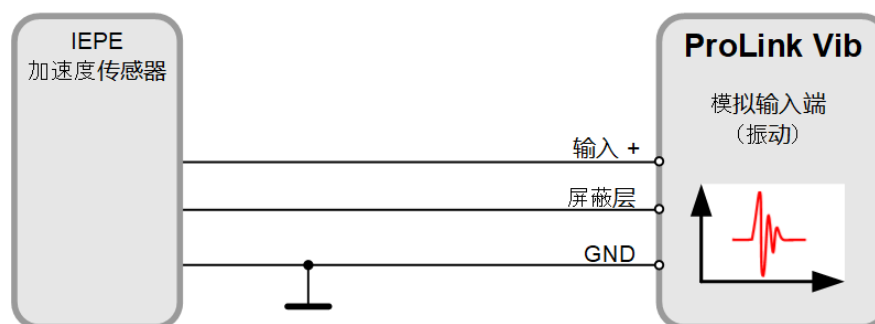 IEPE
加速度传感器
ProLink Vib
模拟输入端
（振动）
输入 +
屏蔽层
GND